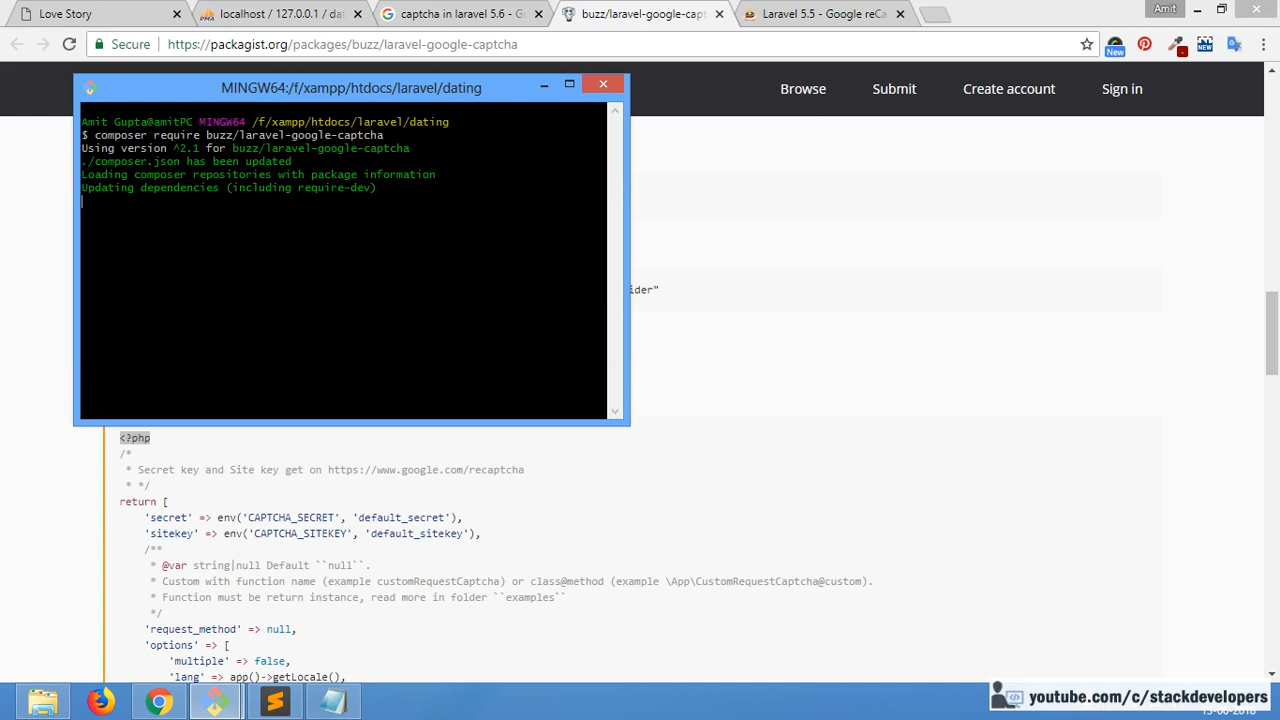 Love Story
localhost / 127.0.0.1 / dat
captcha in laravel 5.6 - Go
buzz/laravel-google-capt
Laravel 5.5 - Google reCa
Amit
Secure
https://packagist.org/packages/buzz/laravel-google-captcha
New
NEW
Browse
Submit
Create account
Sign in
MINGW64:/f/xampp/htdocs/laravel/dating
Amit Gupta@amitPC MINGW64 /f/xampp/htdocs/laravel/dating
$ composer require buzz/laravel-google-captcha
Using version ^2.1 for buzz/laravel-google-captcha
./composer.json has been updated
Loading composer repositories with package information
Updating dependencies (including require-dev)
ider"
<?php
/*
* Secret key and Site key get on https://www.google.com/recaptcha
* */
return [
'secret' => env('CAPTCHA_SECRET', 'default_secret'),
'sitekey' => env('CAPTCHA_SITEKEY', 'default_sitekey'),
/**
* @var string|null Default ``null``.
* Custom with function name (example customRequestCaptcha) or class@method (example \App\CustomRequestCaptcha@custom).
* Function must be return instance, read more in folder ``examples``
*/
'request_method' => null,
'options' => [
'multiple' => false,
'lang' => app()->getLocale(),
youtube.com/c/stackdevelopers